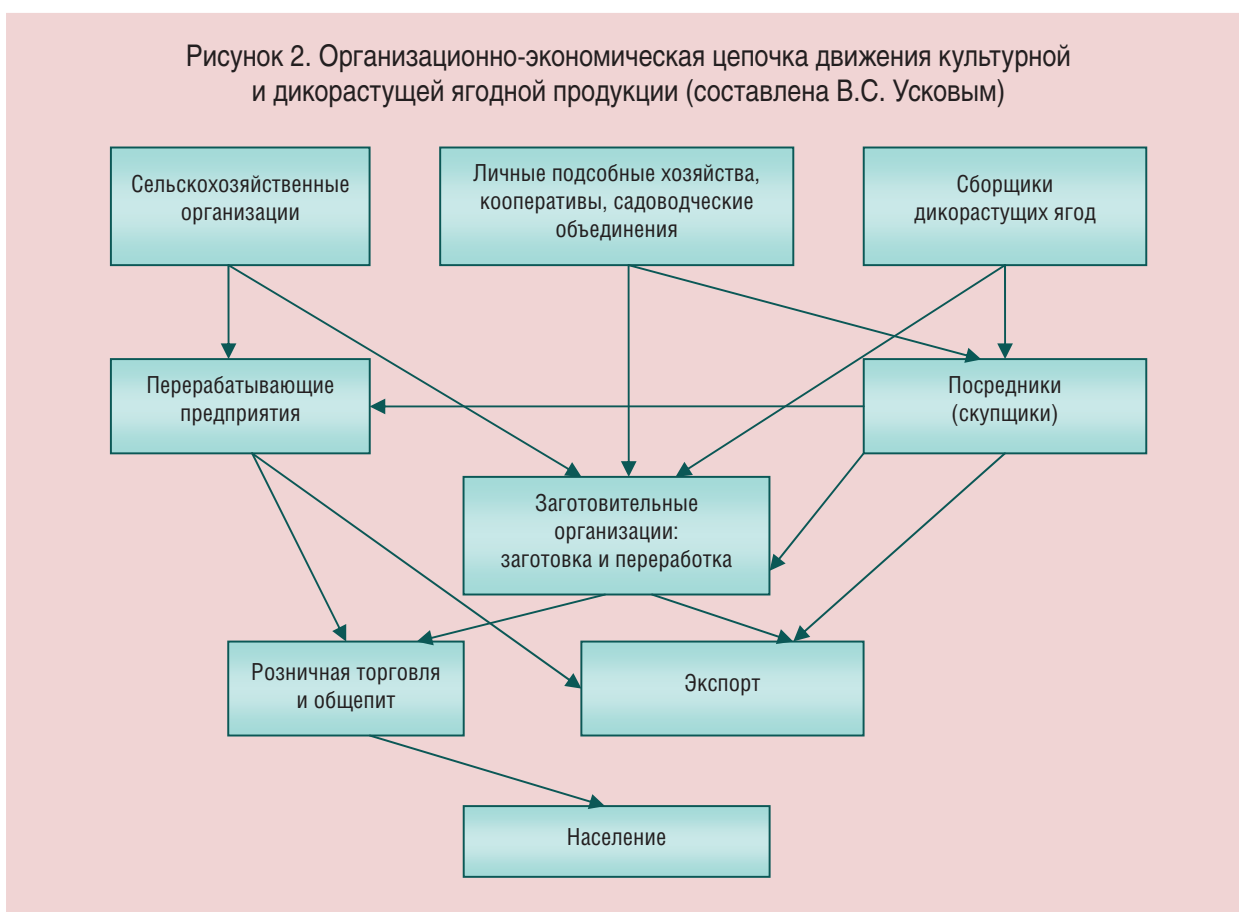 Рисунок 2. Организационно-экономическая цепочка движения культурной
и дикорастущей ягодной продукции (составлена В.С. Усковым)
Сельскохозяйственные
организации
Личные подсобные хозяйства,
кооперативы, садоводческие
объединения
Сборщики
дикорастущих ягод
Перерабатывающие
предприятия
Посредники
(скупщики)
Заготовительные
организации:
заготовка и переработка
Розничная торговля
и общепит
Экспорт
Население